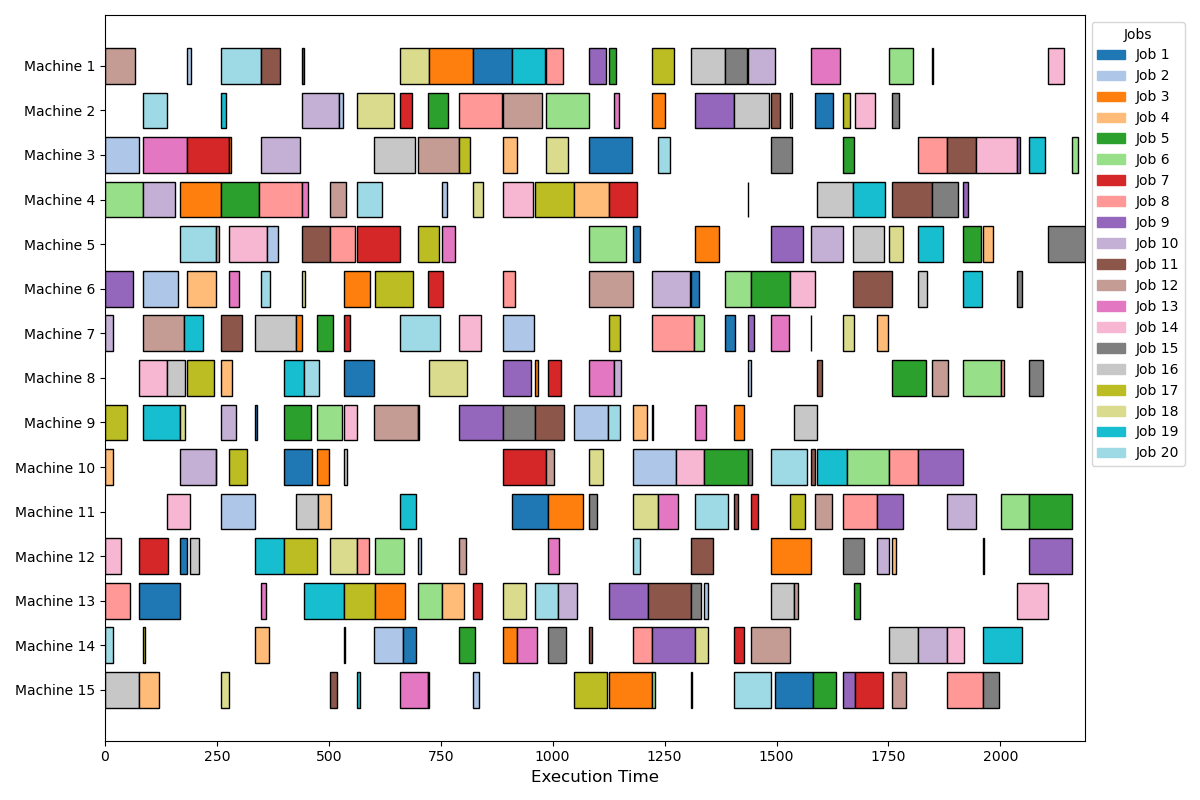 Machine 1
Machine 2
Machine 3
Machine 4
Machine 5
Machine 6
Machine 7
Machine 8
Machine 9
Machine 10
Machine 11
Machine 12
Machine 13
Machine 14
Machine 15
0 250 500 750 1000 1250 1500 1750 2000
Execution Time
Jobs
Job 1
Job 2
Job 3
Job 4
Job 5
Job 6
Job 7
Job 8
Job 9
Job 10
Job 11
Job 12
Job 13
Job 14
Job 15
Job 16
Job 17
Job 18
Job 19
Job 20